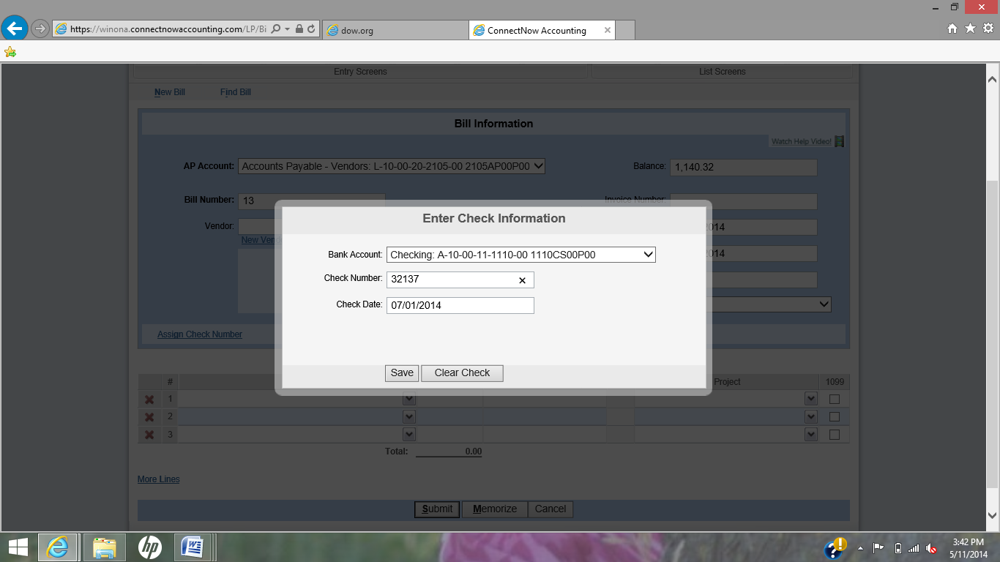 https://winona.connectnowaccounting.com/LP/Bi
dow.org
ConnectNow Accounting
Entry Screens
List Screens
New Bill
Find Bill
Bill Information
Watch Help Video!
AP Account:
Accounts Payable - Vendors: L-10-00-20-2105-00 2105AP00P00
Balance:
1,140.32
Bill Number:
13
Invoice Number:
Vendor:
New Vend
2014
2014
Enter Check Information
Bank Account:
Checking: A-10-00-11-1110-00 1110CS00P00
Check Number:
32137
Check Date:
07/01/2014
Save
Clear Check
Assign Check Number
#
Project
1099
1
2
3
Total:
0.00
More Lines
Submit
Memorize
Cancel
hp
3:42 PM
5/11/2014